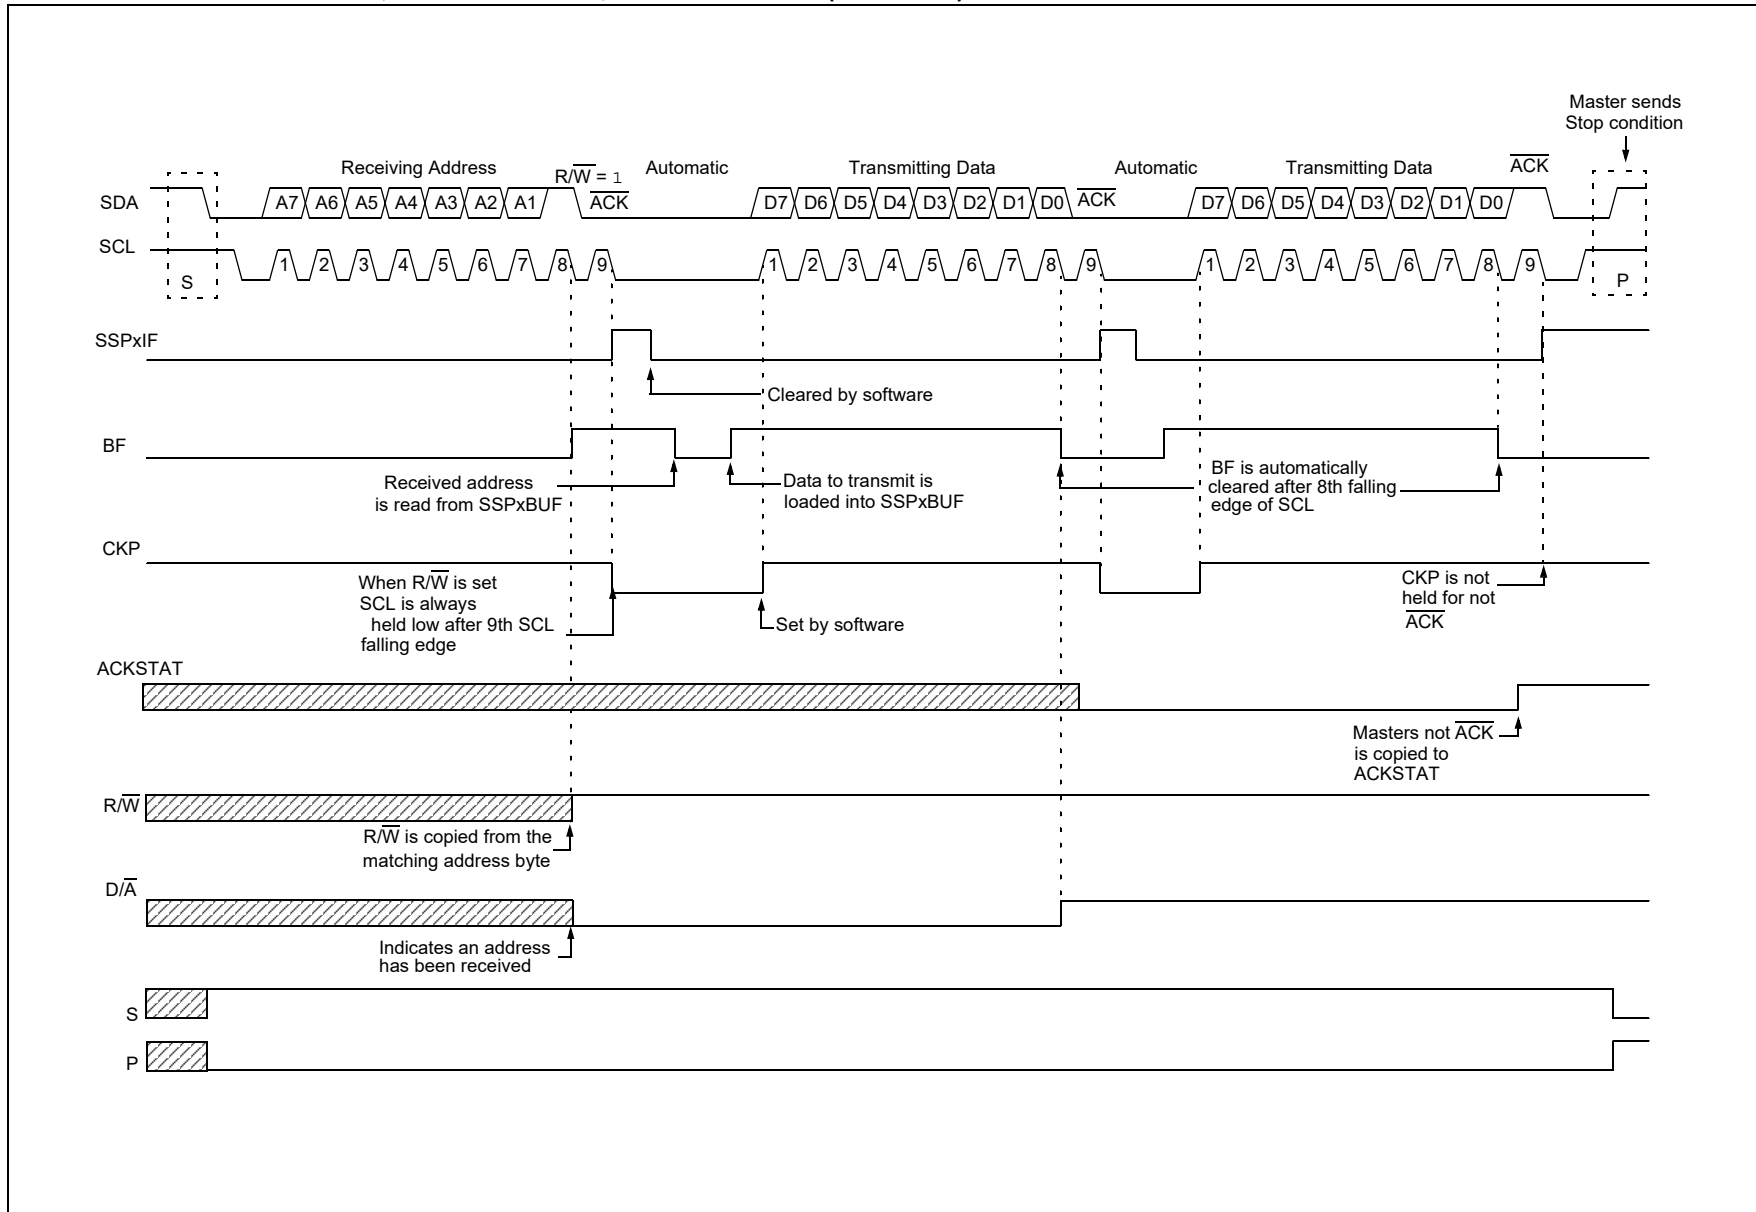 Master sends
Stop condition
Receiving Address
R/W = 1
Automatic
Transmitting Data
Automatic
Transmitting Data
ACK
SDA
A7 A6 A5 A4 A3 A2 A1
ACK
D7 D6 D5 D4 D3 D2 D1 D0
ACK
D7 D6 D5 D4 D3 D2 D1 D0
SCL
1 2 3 4 5 6 7 8 9
1 2 3 4 5 6 7 8 9
1 2 3 4 5 6 7 8 9
S
P
SSPxIF
Cleared by software
BF
Received address
is read from SSPxBUF
Data to transmit is
loaded into SSPxBUF
BF is automatically
cleared after 8th falling
edge of SCL
CKP
When R/W is set
SCL is always
held low after 9th SCL
falling edge
Set by software
CKP is not
held for not
ACK
ACKSTAT
Masters not ACK
is copied to
ACKSTAT
R/W
R/W is copied from the
matching address byte
D/A
Indicates an address
has been received
S
P